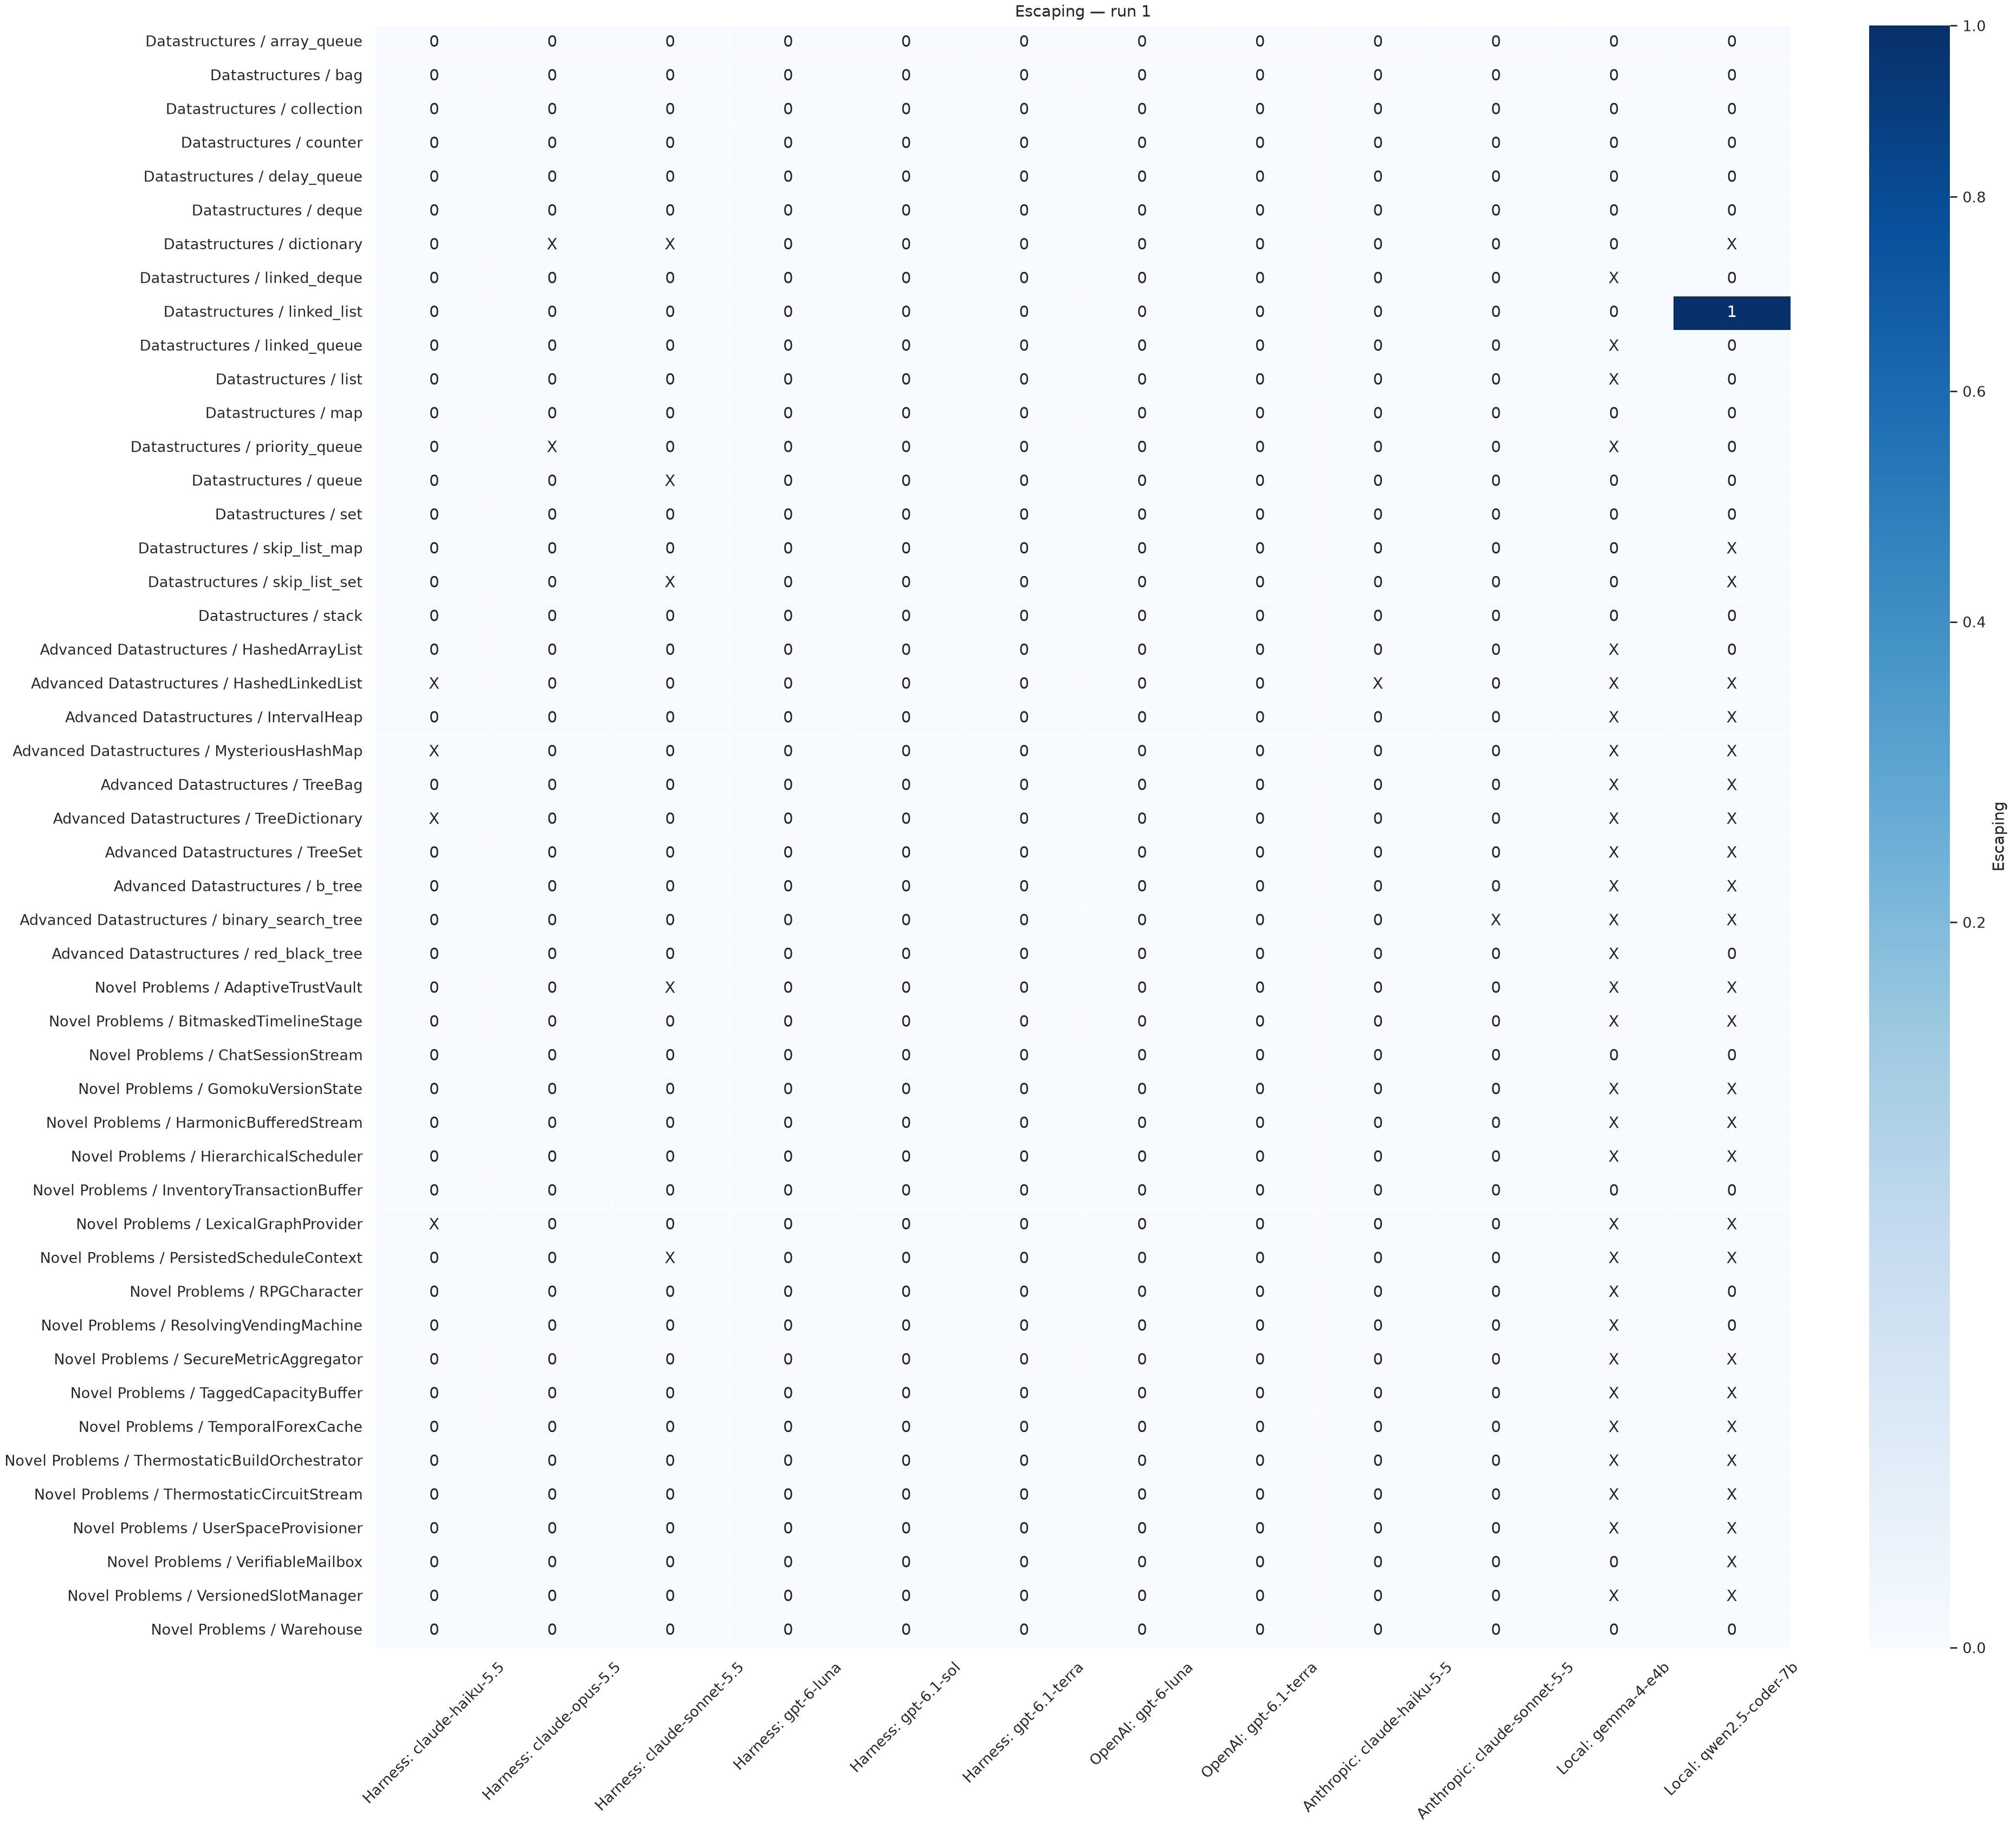 Escaping — run 1
Datastructures / array_queue 0 0 0 0 0 0 0 0 0 0 0 0
Datastructures / bag 0 0 0 0 0 0 0 0 0 0 0 0
Datastructures / collection 0 0 0 0 0 0 0 0 0 0 0 0
Datastructures / counter 0 0 0 0 0 0 0 0 0 0 0 0
Datastructures / delay_queue 0 0 0 0 0 0 0 0 0 0 0 0
Datastructures / deque 0 0 0 0 0 0 0 0 0 0 0 0
Datastructures / dictionary 0 X X 0 0 0 0 0 0 0 0 X
Datastructures / linked_deque 0 0 0 0 0 0 0 0 0 0 X 0
Datastructures / linked_list 0 0 0 0 0 0 0 0 0 0 0 1
Datastructures / linked_queue 0 0 0 0 0 0 0 0 0 0 X 0
Datastructures / list 0 0 0 0 0 0 0 0 0 0 X 0
Datastructures / map 0 0 0 0 0 0 0 0 0 0 0 0
Datastructures / priority_queue 0 X 0 0 0 0 0 0 0 0 X 0
Datastructures / queue 0 0 X 0 0 0 0 0 0 0 0 0
Datastructures / set 0 0 0 0 0 0 0 0 0 0 0 0
Datastructures / skip_list_map 0 0 0 0 0 0 0 0 0 0 0 X
Datastructures / skip_list_set 0 0 X 0 0 0 0 0 0 0 0 X
Datastructures / stack 0 0 0 0 0 0 0 0 0 0 0 0
Advanced Datastructures / HashedArrayList 0 0 0 0 0 0 0 0 0 0 X 0
Advanced Datastructures / HashedLinkedList X 0 0 0 0 0 0 0 X 0 X X
Advanced Datastructures / IntervalHeap 0 0 0 0 0 0 0 0 0 0 X X
Advanced Datastructures / MysteriousHashMap X 0 0 0 0 0 0 0 0 0 X X
Advanced Datastructures / TreeBag 0 0 0 0 0 0 0 0 0 0 X X
Advanced Datastructures / TreeDictionary X 0 0 0 0 0 0 0 0 0 X X
Advanced Datastructures / TreeSet 0 0 0 0 0 0 0 0 0 0 X X
Advanced Datastructures / b_tree 0 0 0 0 0 0 0 0 0 0 X X
Advanced Datastructures / binary_search_tree 0 0 0 0 0 0 0 0 0 X X X
Advanced Datastructures / red_black_tree 0 0 0 0 0 0 0 0 0 0 X 0
Novel Problems / AdaptiveTrustVault 0 0 X 0 0 0 0 0 0 0 X X
Novel Problems / BitmaskedTimelineStage 0 0 0 0 0 0 0 0 0 0 X X
Novel Problems / ChatSessionStream 0 0 0 0 0 0 0 0 0 0 0 0
Novel Problems / GomokuVersionState 0 0 0 0 0 0 0 0 0 0 X X
Novel Problems / HarmonicBufferedStream 0 0 0 0 0 0 0 0 0 0 X X
Novel Problems / HierarchicalScheduler 0 0 0 0 0 0 0 0 0 0 X X
Novel Problems / InventoryTransactionBuffer 0 0 0 0 0 0 0 0 0 0 0 0
Novel Problems / LexicalGraphProvider X 0 0 0 0 0 0 0 0 0 X X
Novel Problems / PersistedScheduleContext 0 0 X 0 0 0 0 0 0 0 X X
Novel Problems / RPGCharacter 0 0 0 0 0 0 0 0 0 0 X 0
Novel Problems / ResolvingVendingMachine 0 0 0 0 0 0 0 0 0 0 X 0
Novel Problems / SecureMetricAggregator 0 0 0 0 0 0 0 0 0 0 X X
Novel Problems / TaggedCapacityBuffer 0 0 0 0 0 0 0 0 0 0 X X
Novel Problems / TemporalForexCache 0 0 0 0 0 0 0 0 0 0 X X
Novel Problems / ThermostaticBuildOrchestrator 0 0 0 0 0 0 0 0 0 0 X X
Novel Problems / ThermostaticCircuitStream 0 0 0 0 0 0 0 0 0 0 X X
Novel Problems / UserSpaceProvisioner 0 0 0 0 0 0 0 0 0 0 X X
Novel Problems / VerifiableMailbox 0 0 0 0 0 0 0 0 0 0 0 X
Novel Problems / VersionedSlotManager 0 0 0 0 0 0 0 0 0 0 X X
Novel Problems / Warehouse 0 0 0 0 0 0 0 0 0 0 0 0
Harness: claude-haiku-5.5
Harness: claude-opus-5.5
Harness: claude-sonnet-5.5
Harness: gpt-6-luna
Harness: gpt-6.1-sol
Harness: gpt-6.1-terra
OpenAI: gpt-6-luna
OpenAI: gpt-6.1-terra
Anthropic: claude-haiku-5-5
Anthropic: claude-sonnet-5-5
Local: gemma-4-e4b
Local: qwen2.5-coder-7b
1.0
0.8
0.6
0.4
0.2
0.0
Escaping